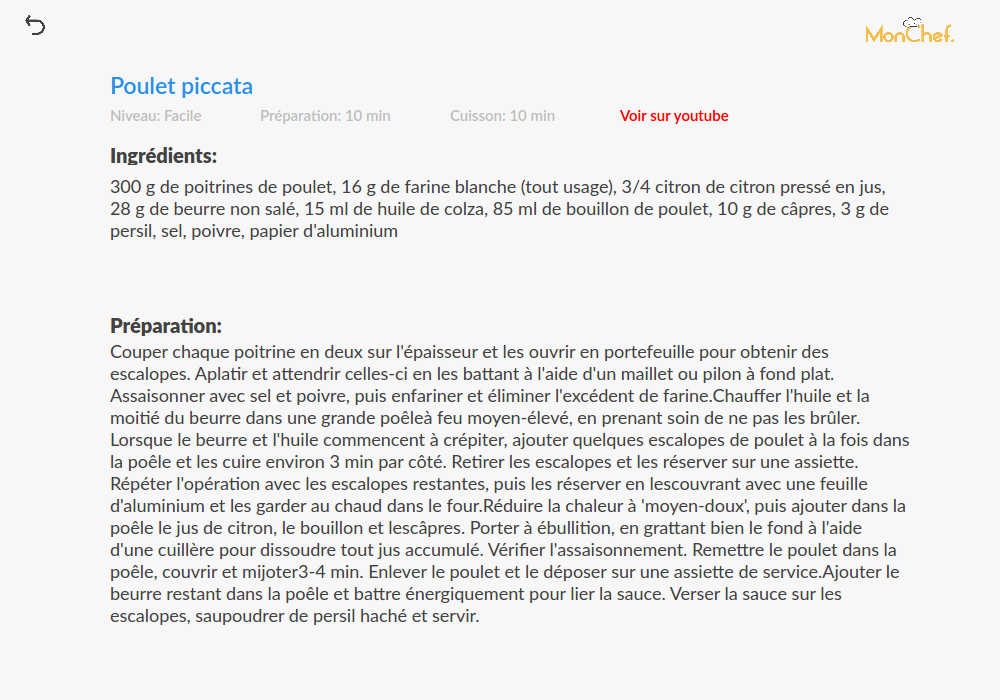 MonChef.
Poulet piccata
Niveau: Facile Préparation: 10 min Cuisson: 10 min Voir sur youtube
Ingrédients:
300 g de poitrines de poulet, 16 g de farine blanche (tout usage), 3/4 citron de citron pressé en jus,
28 g de beurre non salé, 15 ml de huile de colza, 85 ml de bouillon de poulet, 10 g de câpres, 3 g de
persil, sel, poivre, papier d'aluminium
Préparation:
Couper chaque poitrine en deux sur l'épaisseur et les ouvrir en portefeuille pour obtenir des
escalopes. Aplatir et attendrir celles-ci en les battant à l'aide d'un maillet ou pilon à fond plat.
Assaisonner avec sel et poivre, puis enfariner et éliminer l'excédent de farine.Chauffer l'huile et la
moitié du beurre dans une grande poêleà feu moyen-élevé, en prenant soin de ne pas les brûler.
Lorsque le beurre et l'huile commencent à crépiter, ajouter quelques escalopes de poulet à la fois dans
la poêle et les cuire environ 3 min par côté. Retirer les escalopes et les réserver sur une assiette.
Répéter l'opération avec les escalopes restantes, puis les réserver en lescouvrant avec une feuille
d'aluminium et les garder au chaud dans le four.Réduire la chaleur à 'moyen-doux', puis ajouter dans la
poêle le jus de citron, le bouillon et lescâpres. Porter à ébullition, en grattant bien le fond à l'aide
d'une cuillère pour dissoudre tout jus accumulé. Vérifier l'assaisonnement. Remettre le poulet dans la
poêle, couvrir et mijoter3-4 min. Enlever le poulet et le déposer sur une assiette de service.Ajouter le
beurre restant dans la poêle et battre énergiquement pour lier la sauce. Verser la sauce sur les
escalopes, saupoudrer de persil haché et servir.